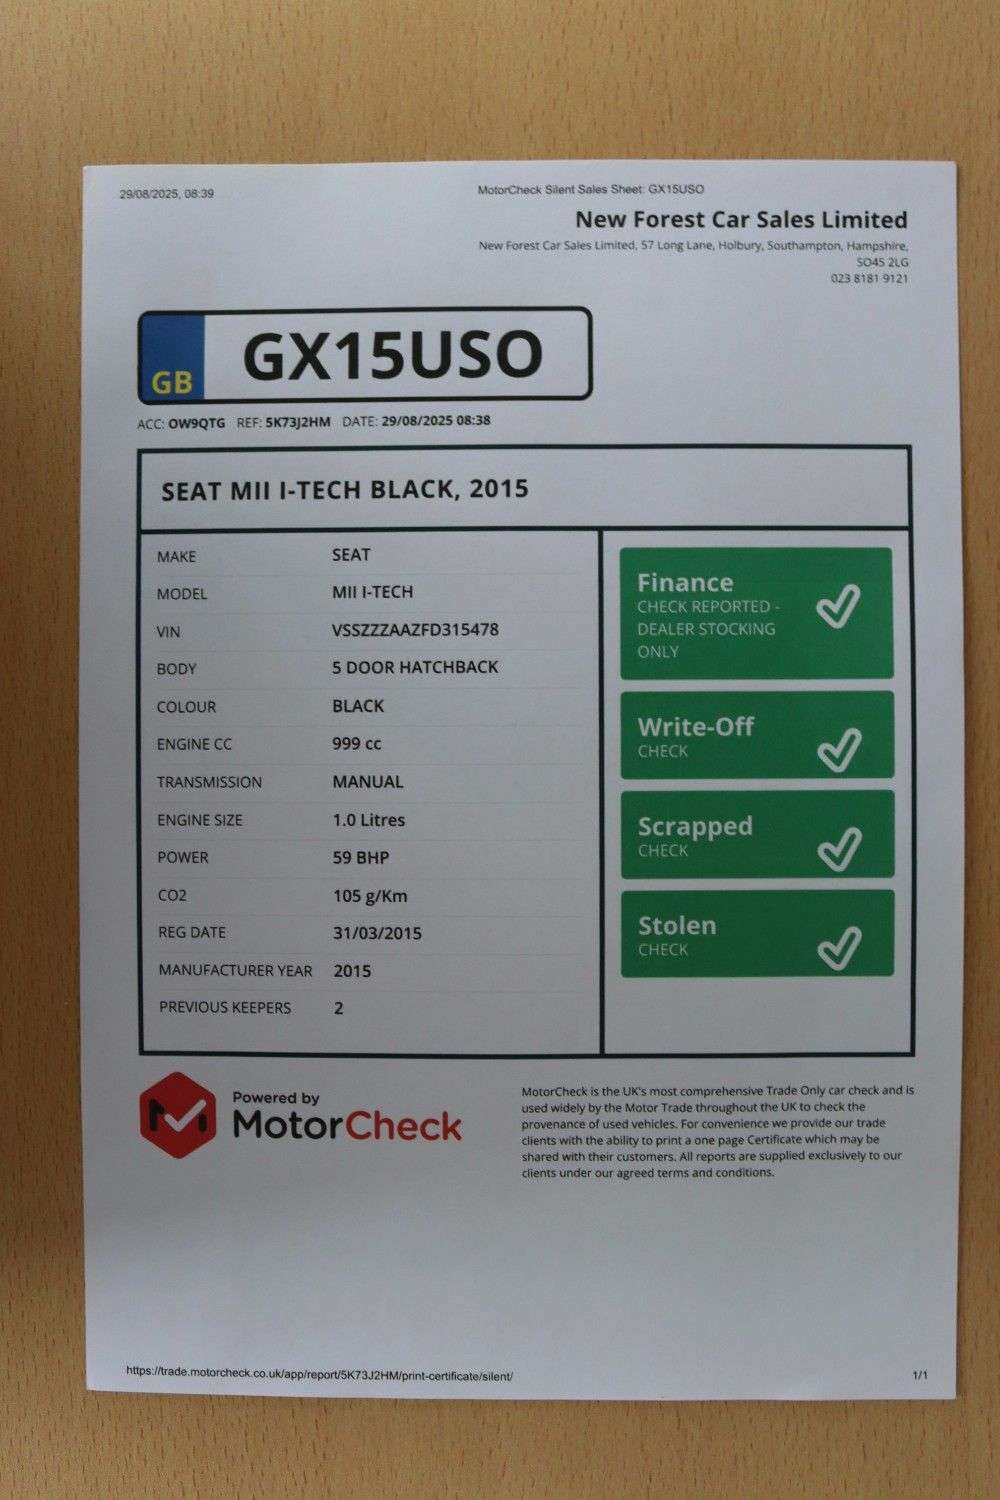 29/08/2025, 08:39
MotorCheck Silent Sales Sheet: GX15USO
New Forest Car Sales Limited
New Forest Car Sales Limited, 57 Long Lane, Holbury, Southampton, Hampshire,
SO45 2LG
023 8181 9121
GB
GX15USO
ACC: OW9QTG REF: 5K73J2HM DATE: 29/08/2025 08:38
SEAT MII I-TECH BLACK, 2015
MAKE SEAT
MODEL MII I-TECH
VIN VSSZZZAAZFD315478
BODY 5 DOOR HATCHBACK
COLOUR BLACK
ENGINE CC 999 cc
TRANSMISSION MANUAL
ENGINE SIZE 1.0 Litres
POWER 59 BHP
CO2 105 g/Km
REG DATE 31/03/2015
MANUFACTURER YEAR 2015
PREVIOUS KEEPERS 2
Finance
CHECK REPORTED -
DEALER STOCKING
ONLY
Write-Off
CHECK
Scrapped
CHECK
Stolen
CHECK
Powered by
MotorCheck
MotorCheck is the UK's most comprehensive Trade Only car check and is
used widely by the Motor Trade throughout the UK to check the
provenance of used vehicles. For convenience we provide our trade
clients with the ability to print a one page Certificate which may be
shared with their customers. All reports are supplied exclusively to our
clients under our agreed terms and conditions.
https://trade.motorcheck.co.uk/app/report/5K73J2HM/print-certificate/silent/
1/1